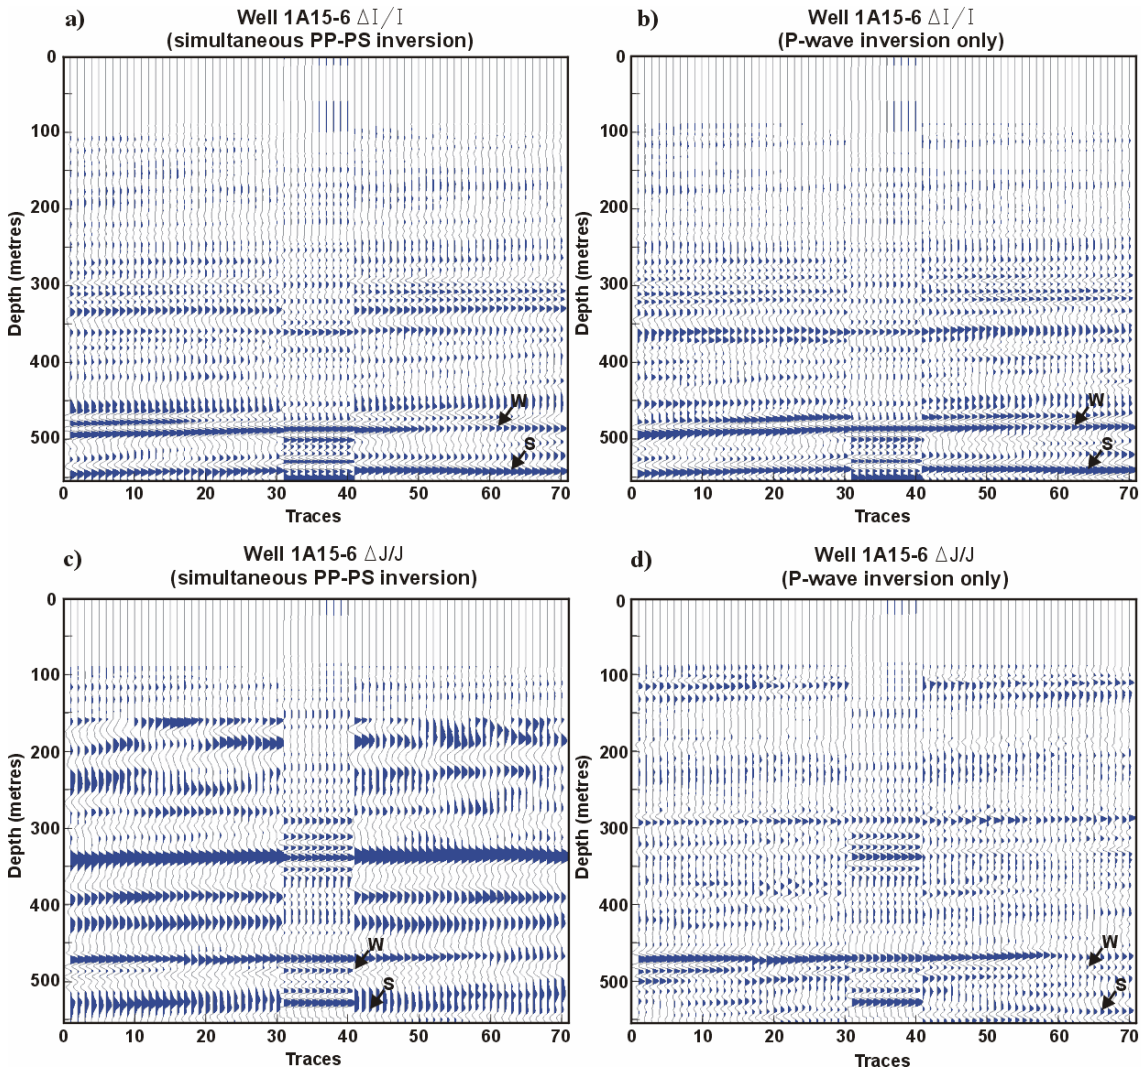 a)
Well 1A15-6 ΔI/I
(simultaneous PP-PS inversion)
Depth (metres)
0
100
200
300
400
500
W
S
0 10 20 30 40 50 60 70
Traces
b)
Well 1A15-6 ΔI/I
(P-wave inversion only)
Depth (metres)
0
100
200
300
400
500
W
S
0 10 20 30 40 50 60 70
Traces
c)
Well 1A15-6 ΔJ/J
(simultaneous PP-PS inversion)
Depth (metres)
0
100
200
300
400
500
W
S
0 10 20 30 40 50 60 70
Traces
d)
Well 1A15-6 ΔJ/J
(P-wave inversion only)
Depth (metres)
0
100
200
300
400
500
W
S
0 10 20 30 40 50 60 70
Traces